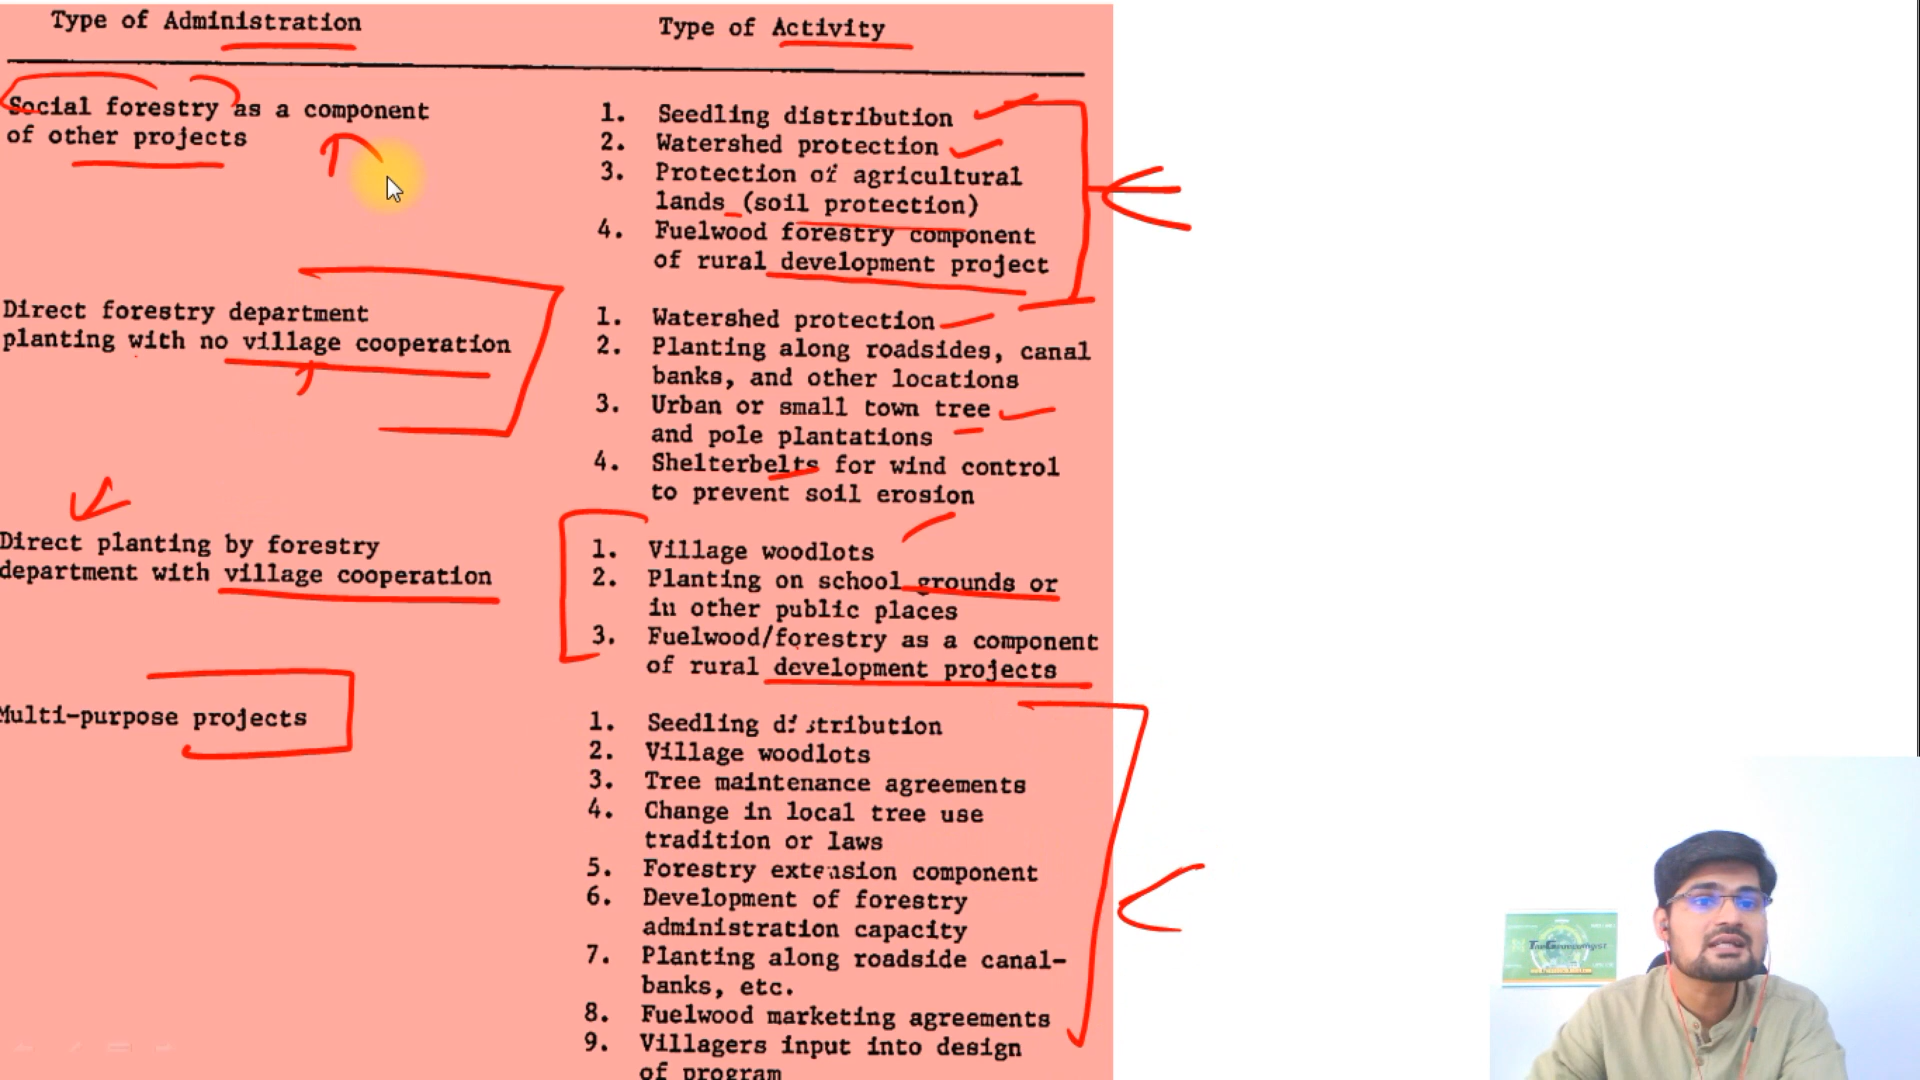 Type of Administration
Type of Activity
Social forestry as a component
of other projects
1. Seedling distribution
2. Watershed protection
3. Protection of agricultural
lands (soil protection)
4. Fuelwood forestry component
of rural development project
Direct forestry department
planting with no village cooperation
1. Watershed protection
2. Planting along roadsides, canal
banks, and other locations
3. Urban or small town tree
and pole plantations
4. Shelterbelts for wind control
to prevent soil erosion
Direct planting by forestry
department with village cooperation
1. Village woodlots
2. Planting on school grounds or
in other public places
3. Fuelwood/forestry as a component
of rural development projects
Multi-purpose projects
1. Seedling distribution
2. Village woodlots
3. Tree maintenance agreements
4. Change in local tree use
tradition or laws
5. Forestry extension component
6. Development of forestry
administration capacity
7. Planting along roadside canal-
banks, etc.
8. Fuelwood marketing agreements
9. Villagers input into design
of program